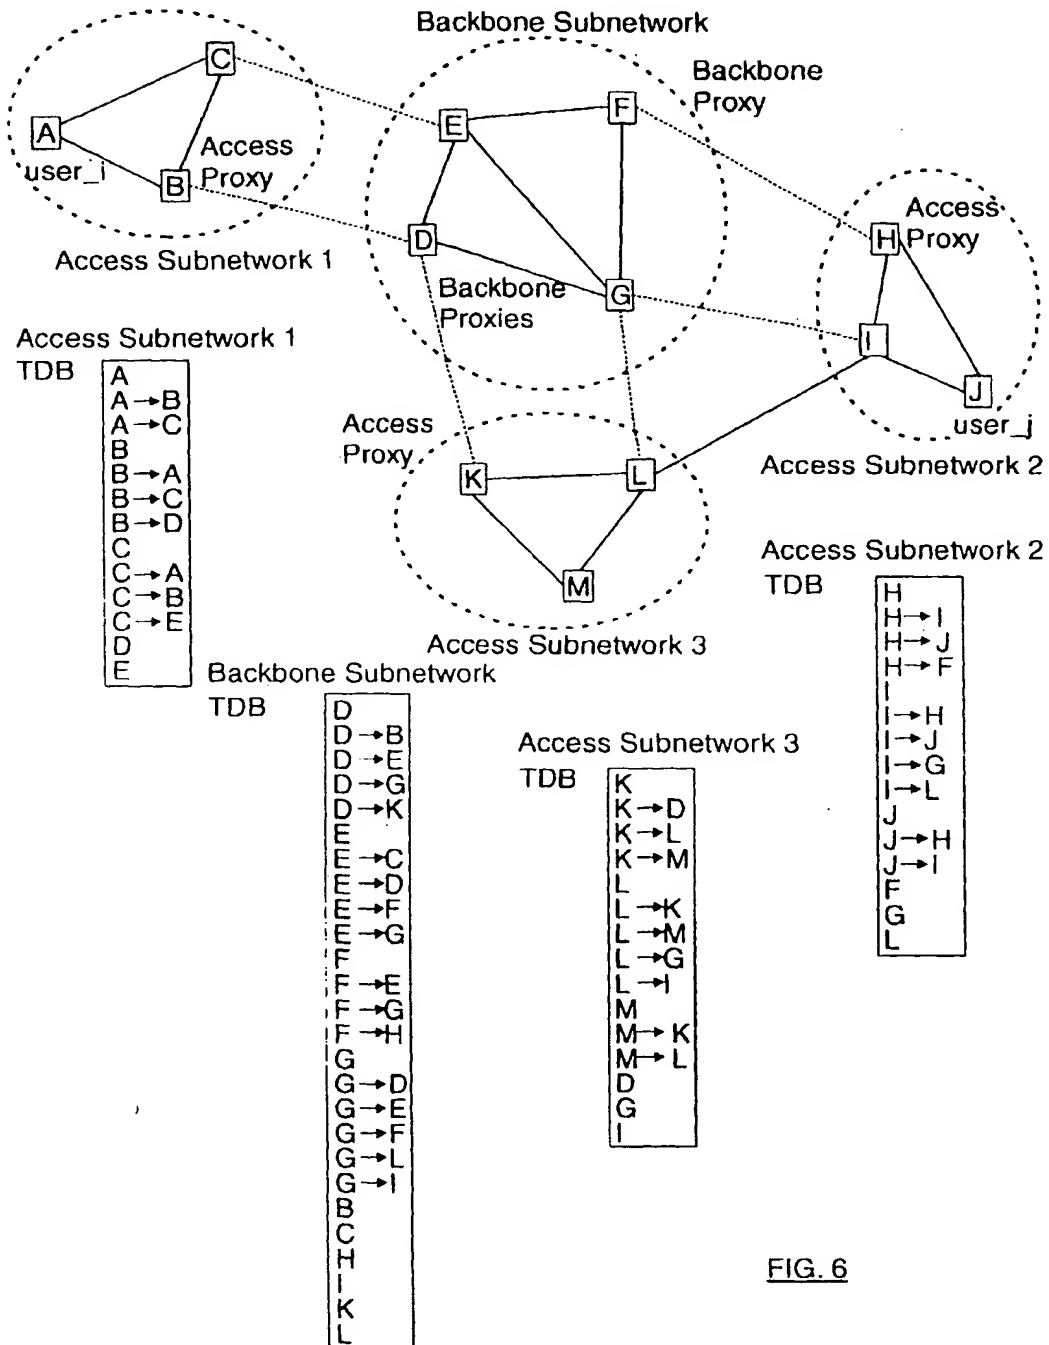 Backbone Subnetwork
C
E
F
Backbone
Proxy
A
user_i
Access
Proxy
B
D
Access Subnetwork 1
Backbone
Proxies
G
H
Access
Proxy
I
J
user_j
Access Subnetwork 2
Access
Proxy
K
L
M
Access Subnetwork 3
Access Subnetwork 1
TDB
A
A→B
A→C
B
B→A
B→C
B→D
C
C→A
C→B
C→E
D
E
Backbone Subnetwork
TDB
D
D→B
D→E
D→G
D→K
E
E→C
E→D
E→F
E→G
F
F→E
F→G
F→H
G
G→D
G→E
G→F
G→L
G→I
B
C
H
I
K
L
Access Subnetwork 3
TDB
K
K→D
K→L
K→M
L
L→K
L→M
L→G
L→I
M
M→K
M→L
D
G
I
Access Subnetwork 2
TDB
H
H→I
H→J
H→F
I
I→H
I→J
I→G
I→L
J
J→H
J→I
F
G
L
FIG. 6